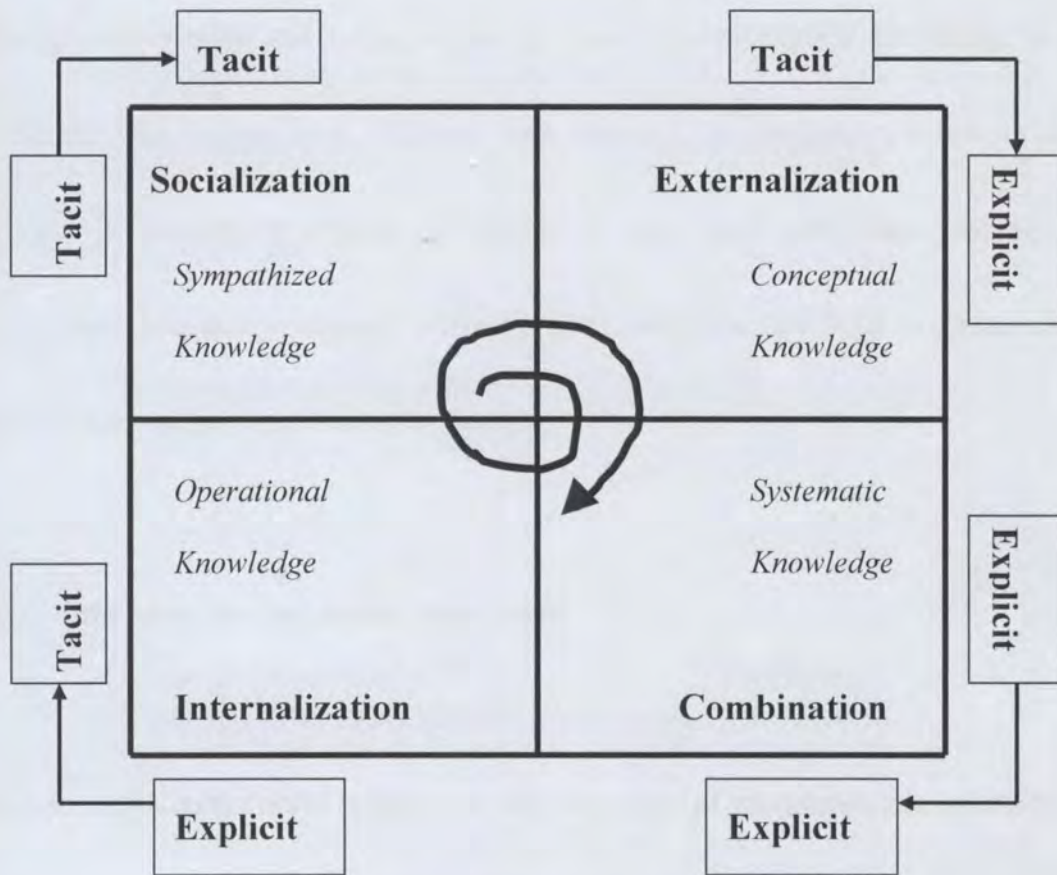 Tacit
Tacit
Tacit
Explicit
Socialization
Externalization
Sympathized
Knowledge
Conceptual
Knowledge
Operational
Knowledge
Systematic
Knowledge
Tacit
Explicit
Internalization
Combination
Explicit
Explicit